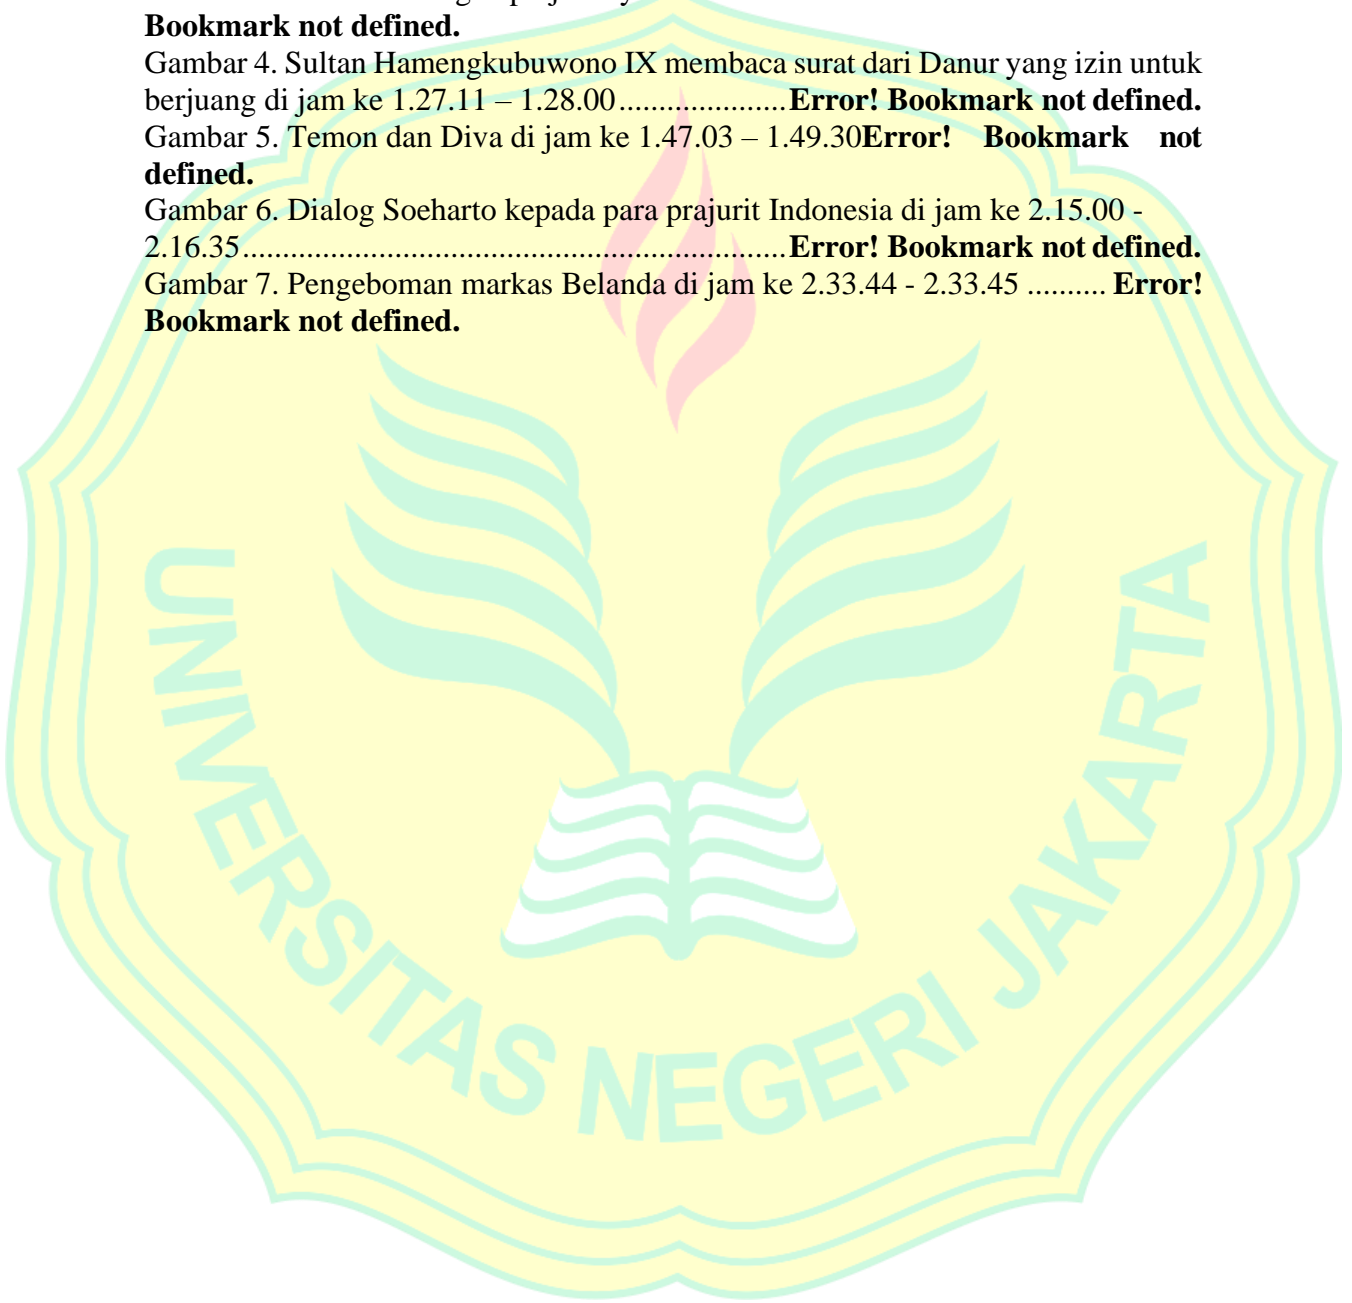 Bookmark not defined.
Gambar 4. Sultan Hamengkubuwono IX membaca surat dari Danur yang izin untuk
berjuang di jam ke 1.27.11 – 1.28.00.....................Error! Bookmark not defined.
Gambar 5. Temon dan Diva di jam ke 1.47.03 – 1.49.30Error! Bookmark not
defined.
Gambar 6. Dialog Soeharto kepada para prajurit Indonesia di jam ke 2.15.00 -
2.16.35....................................................................Error! Bookmark not defined.
Gambar 7. Pengeboman markas Belanda di jam ke 2.33.44 - 2.33.45 .......... Error!
Bookmark not defined.
UNIVERSITAS NEGERI JAKARTA